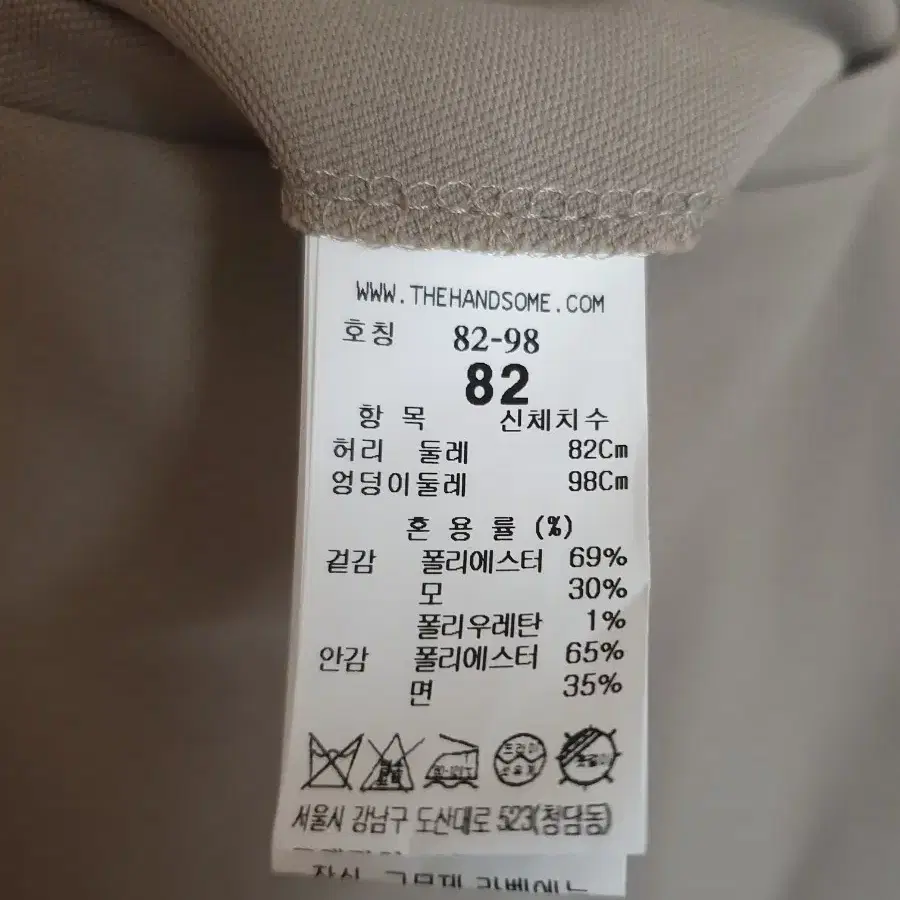 WWW.THEHANDSOME.COM
호칭 82-98
82
항 목 신체치수
허리 둘레 82Cm
엉덩이둘레 98Cm
혼 용 률 (%)
겉감 폴리에스터 69%
모 30%
폴리우레탄 1%
안감 폴리에스터 65%
면 35%
드라이
서울시 강남구 도산대로 523(청담동)